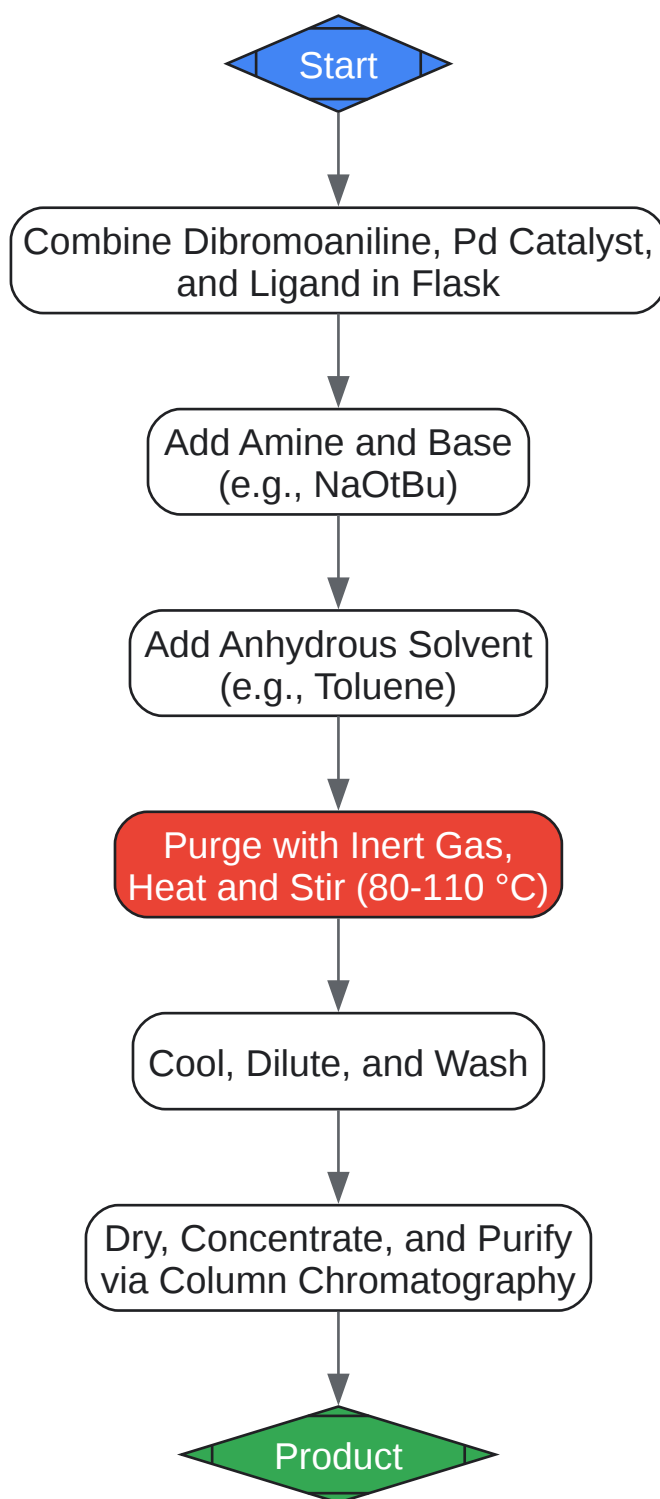 Start
Combine Dibromoaniline, Pd Catalyst,
and Ligand in Flask
Add Amine and Base
(e.g., NaOtBu)
Add Anhydrous Solvent
(e.g., Toluene)
Purge with Inert Gas,
Heat and Stir (80-110 °C)
Cool, Dilute, and Wash
Dry, Concentrate, and Purify
via Column Chromatography
Product